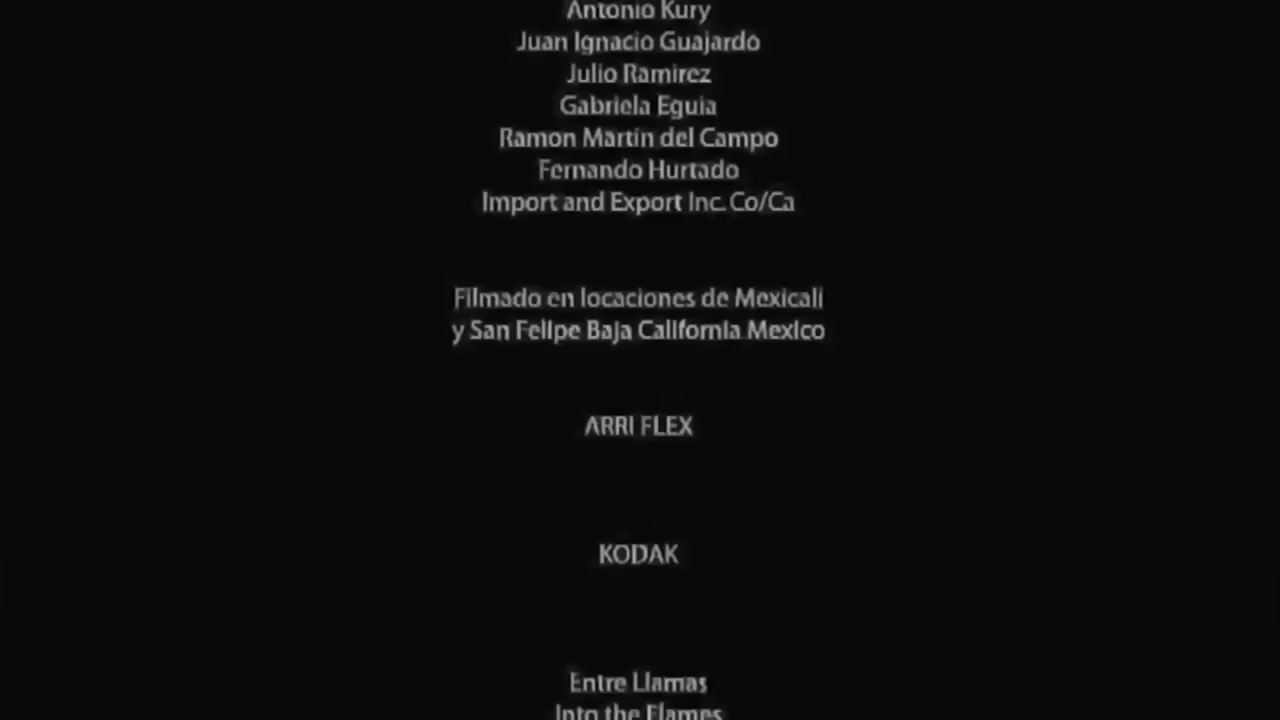 Antonio Kury
Juan Ignacio Guajardo
Julio Ramirez
Gabriela Eguia
Ramon Martin del Campo
Fernando Hurtado
Import and Export Inc. Co/Ca
Filmado en locaciones de Mexicali
y San Felipe Baja California Mexico
ARRI FLEX
KODAK
Entre Llamas
Into the Flames